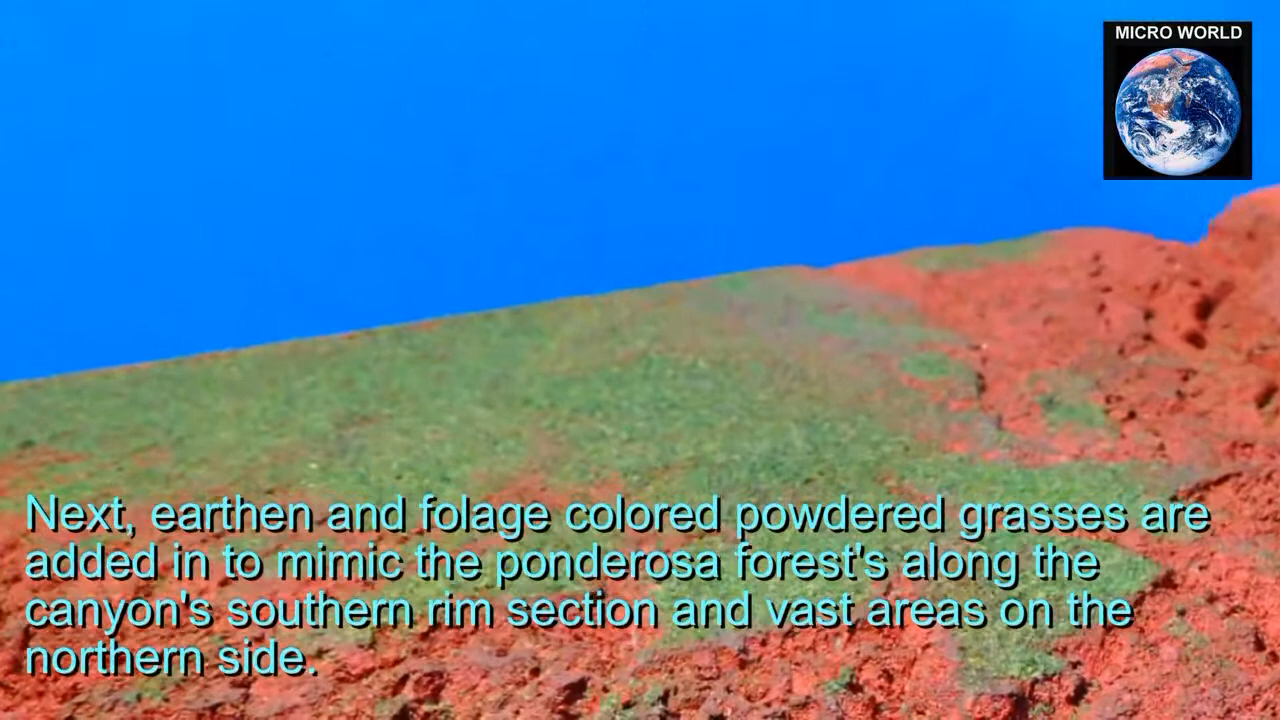 MICRO WORLD
Next, earthen and folage colored powdered grasses are
added in to mimic the ponderosa forest's along the
canyon's southern rim section and vast areas on the
northern side.